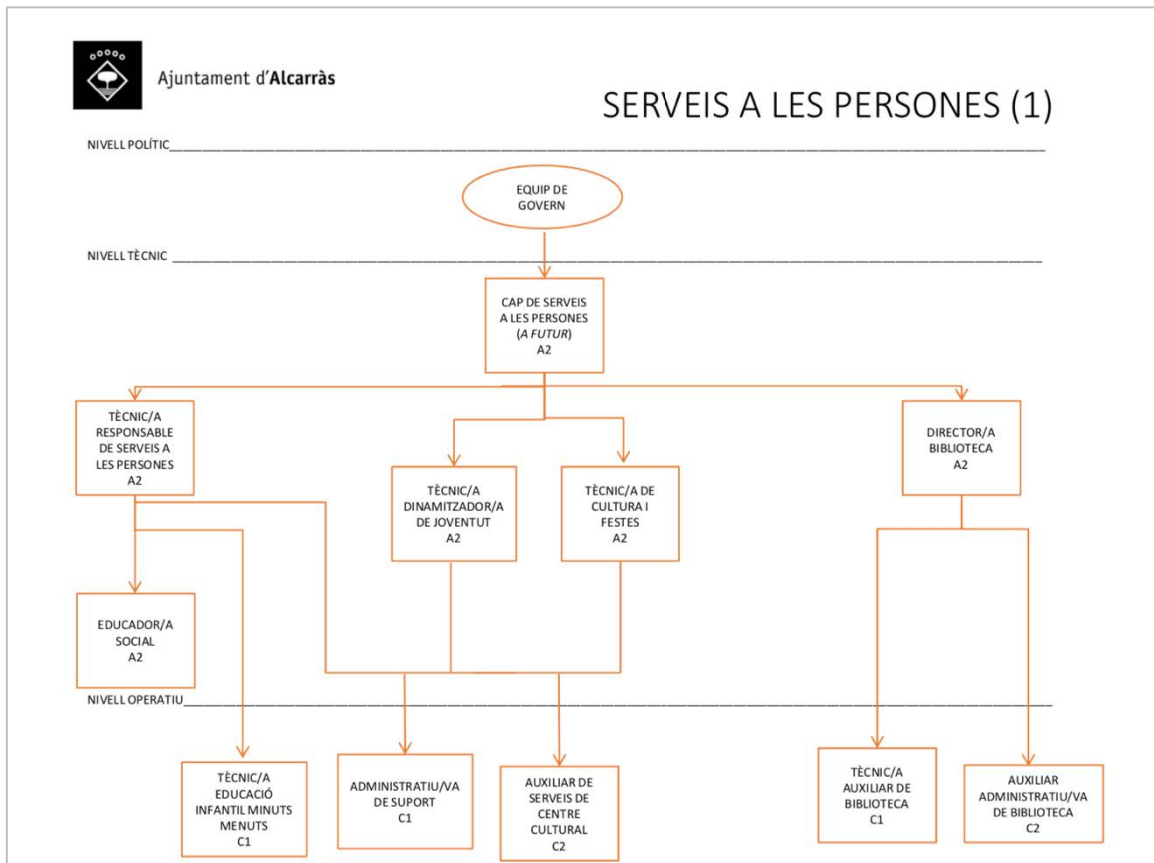 Ajuntament d'Alcarràs
SERVEIS A LES PERSONES (1)
NIVELL POLÍTIC
EQUIP DE
GOVERN
NIVELL TÈCNIC
CAP DE SERVEIS
A LES PERSONES
(A FUTUR)
A2
TÈCNIC/A
RESPONSABLE
DE SERVEIS A
LES PERSONES
A2
TÈCNIC/A
DINAMITZADOR/A
DE JOVENTUT
A2
TÈCNIC/A DE
CULTURA I
FESTES
A2
DIRECTOR/A
BIBLIOTECA
A2
EDUCADOR/A
SOCIAL
A2
NIVELL OPERATIU
TÈCNIC/A
EDUCACIÓ
INFANTIL MINUTS
MENUTS
C1
ADMINISTRATIU/VA
DE SUPORT
C1
AUXILIAR DE
SERVEIS DE
CENTRE
CULTURAL
C2
TÈCNIC/A
AUXILIAR DE
BIBLIOTECA
C1
AUXILIAR
ADMINISTRATIU/VA
DE BIBLIOTECA
C2